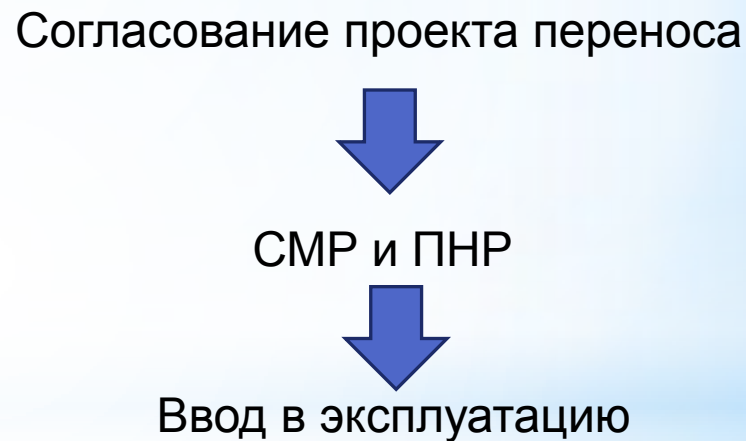 Согласование проекта переноса
СМР и ПНР
Ввод в эксплуатацию